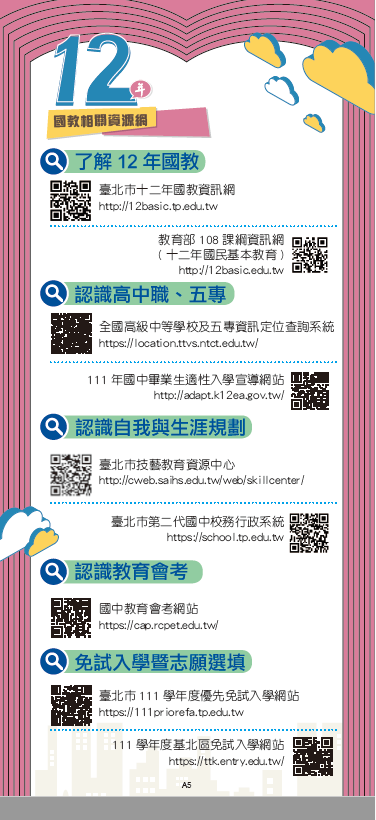 12年
國教相關資源網
了解 12 年國教
臺北市十二年國教資訊網
http://12basic.tp.edu.tw
教育部 108 課綱資訊網
( 十二年國民基本教育 )
http://12basic.edu.tw
認識高中職、五專
全國高級中等學校及五專資訊定位查詢系統
https://location.ttvs.ntct.edu.tw/
111 年國中畢業生適性入學宣導網站
http://adapt.k12ea.gov.tw/
認識自我與生涯規劃
臺北市技藝教育資源中心
http://cweb.saihs.edu.tw/web/skillcenter/
臺北市第二代國中校務行政系統
https://school.tp.edu.tw
認識教育會考
國中教育會考網站
https://cap.rcpet.edu.tw/
免試入學暨志願選填
臺北市 111 學年度優先免試入學網站
https://111priorefa.tp.edu.tw
111 學年度基北區免試入學網站
https://ttk.entry.edu.tw/
A5